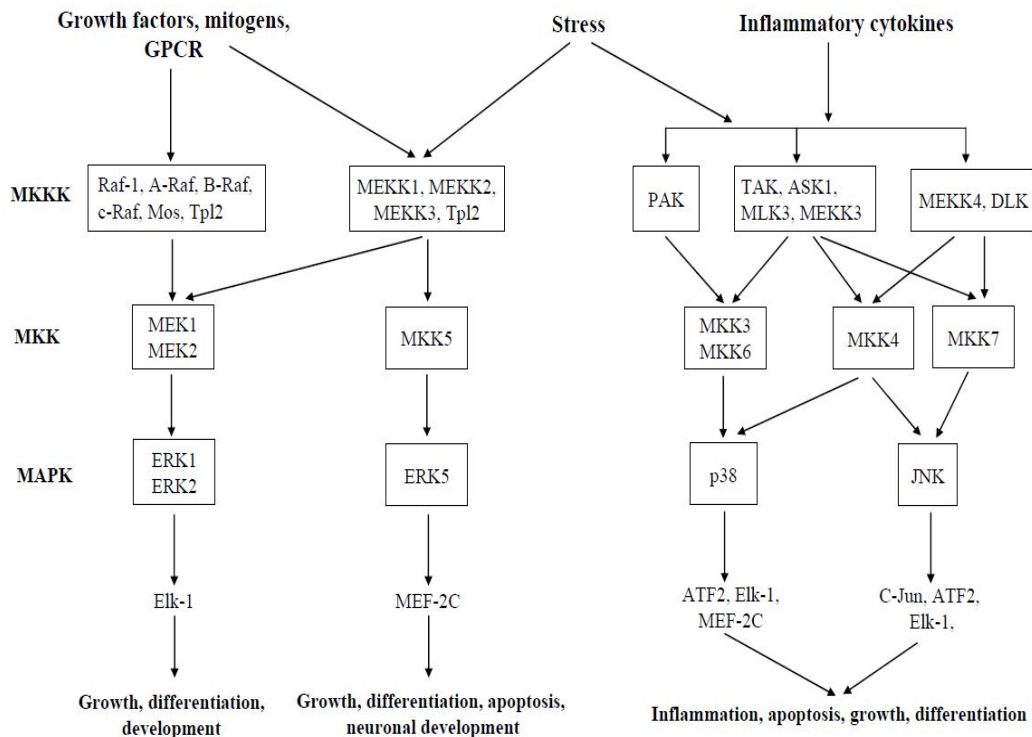 Growth factors, mitogens,
GPCR
Stress
Inflammatory cytokines
MKKK
Raf-1, A-Raf, B-Raf,
c-Raf, Mos, Tpl2
MEKK1, MEKK2,
MEKK3, Tpl2
PAK
TAK, ASK1,
MLK3, MEKK3
MEKK4, DLK
MKK
MEK1
MEK2
MKK5
MKK3
MKK6
MKK4
MKK7
MAPK
ERK1
ERK2
ERK5
p38
JNK
Elk-1
MEF-2C
ATF2, Elk-1,
MEF-2C
C-Jun, ATF2,
Elk-1,
Growth, differentiation,
development
Growth, differentiation, apoptosis,
neuronal development
Inflammation, apoptosis, growth, differentiation